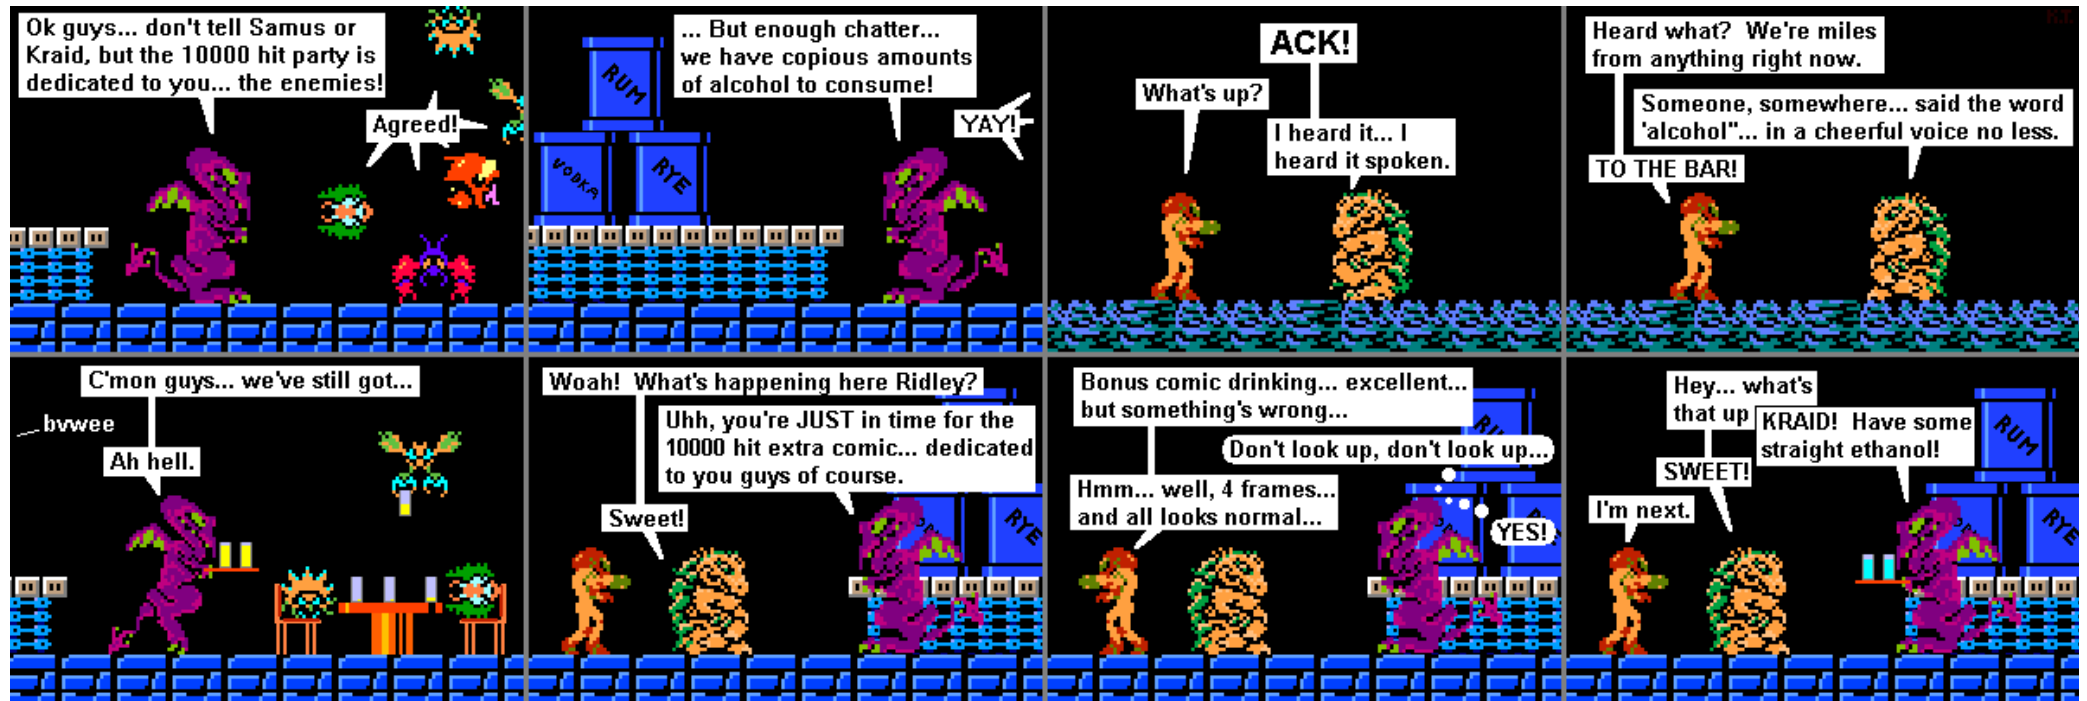 Ok guys... don't tell Samus or
Kraid, but the 10000 hit party is
dedicated to you... the enemies!
Agreed!
... But enough chatter...
we have copious amounts
of alcohol to consume!
YAY!
RUM
VODKA
RYE
ACK!
What's up?
I heard it... I
heard it spoken.
Heard what? We're miles
from anything right now.
Someone, somewhere... said the word
'alcohol"... in a cheerful voice no less.
TO THE BAR!
C'mon guys... we've still got...
bvwee
Ah hell.
Woah! What's happening here Ridley?
Uhh, you're JUST in time for the
10000 hit extra comic... dedicated
to you guys of course.
Sweet!
RYE
Bonus comic drinking... excellent...
but something's wrong...
Don't look up, don't look up...
Hmm... well, 4 frames...
and all looks normal...
YES!
Hey... what's
that up
KRAID! Have some
straight ethanol!
SWEET!
I'm next.
RUM
RYE